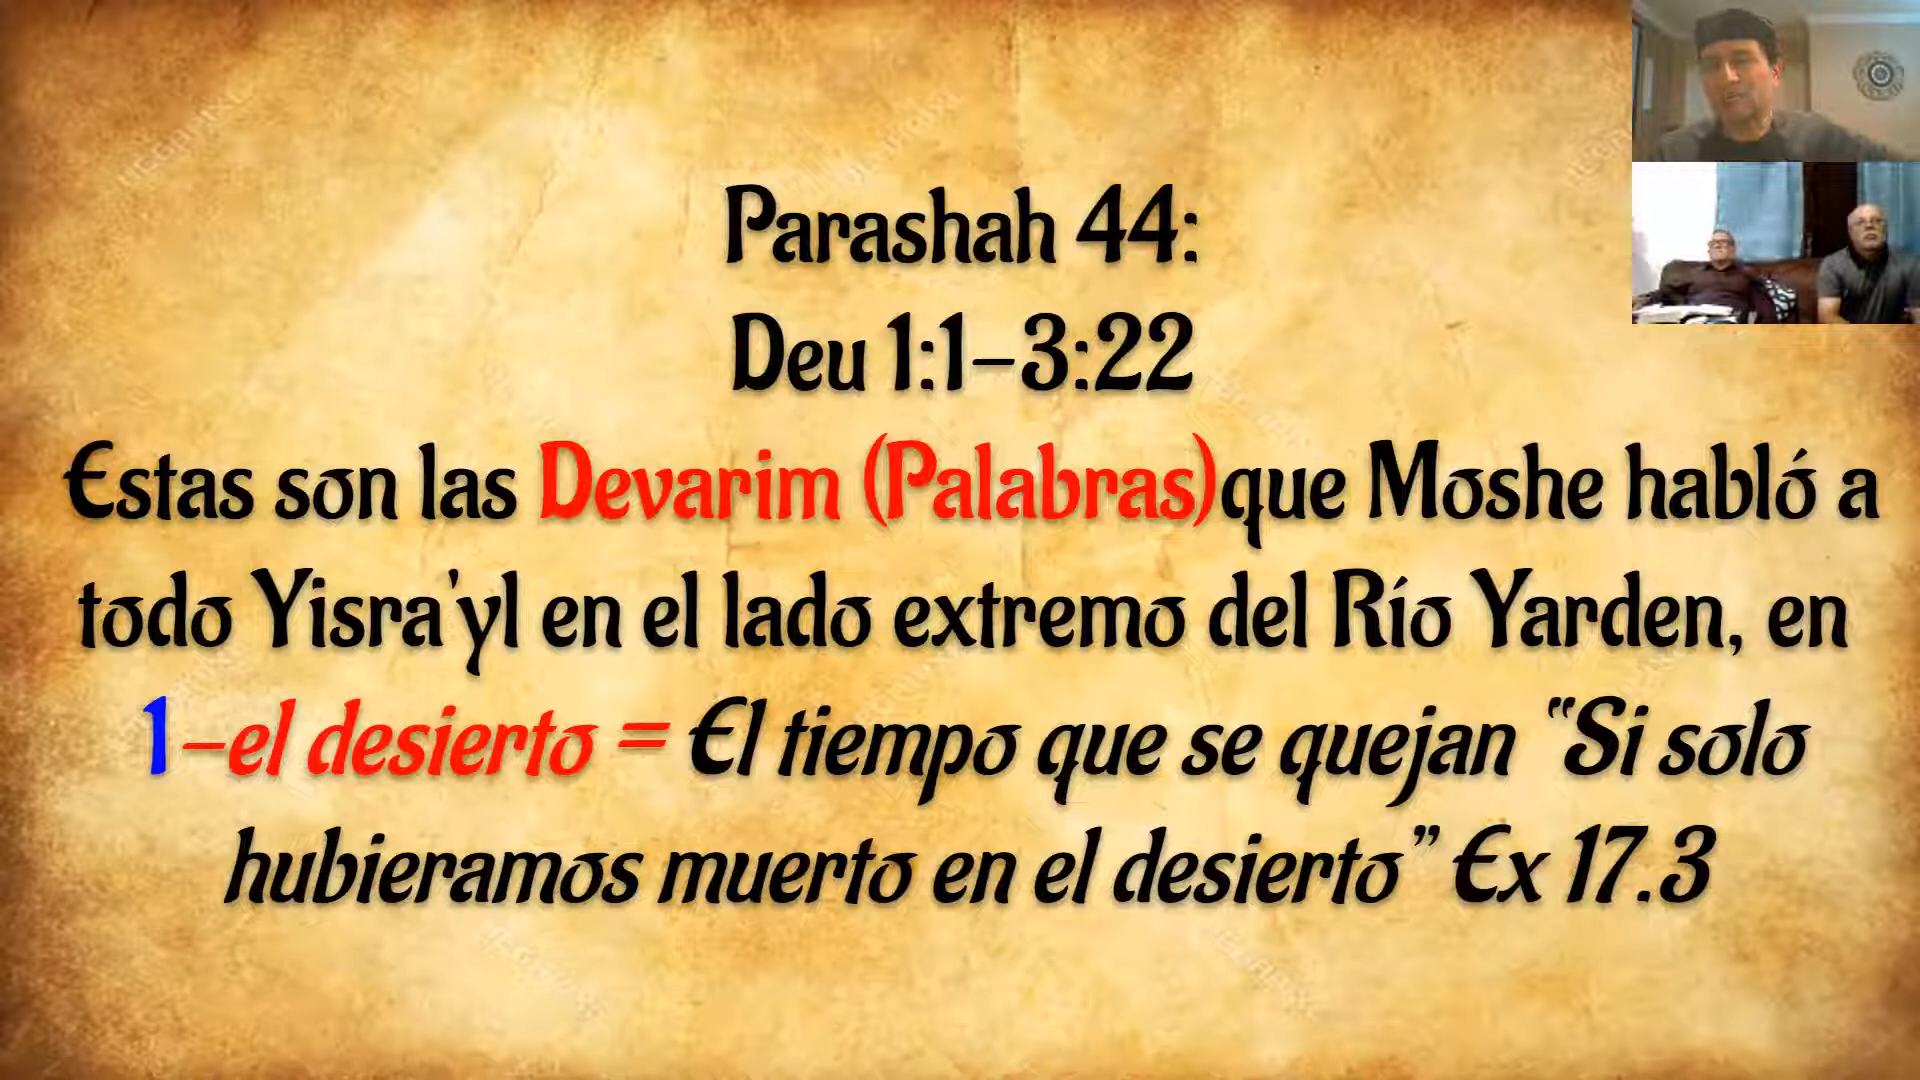 Parashah 44:
Deu 1:1-3:22
Estas son las Devarim (Palabras)que Moshe habló a
todo Yisra'yl en el lado extremo del Río Yarden, en
1-el desierto = El tiempo que se quejan "Si solo
hubieramos muerto en el desierto" Ex 17.3